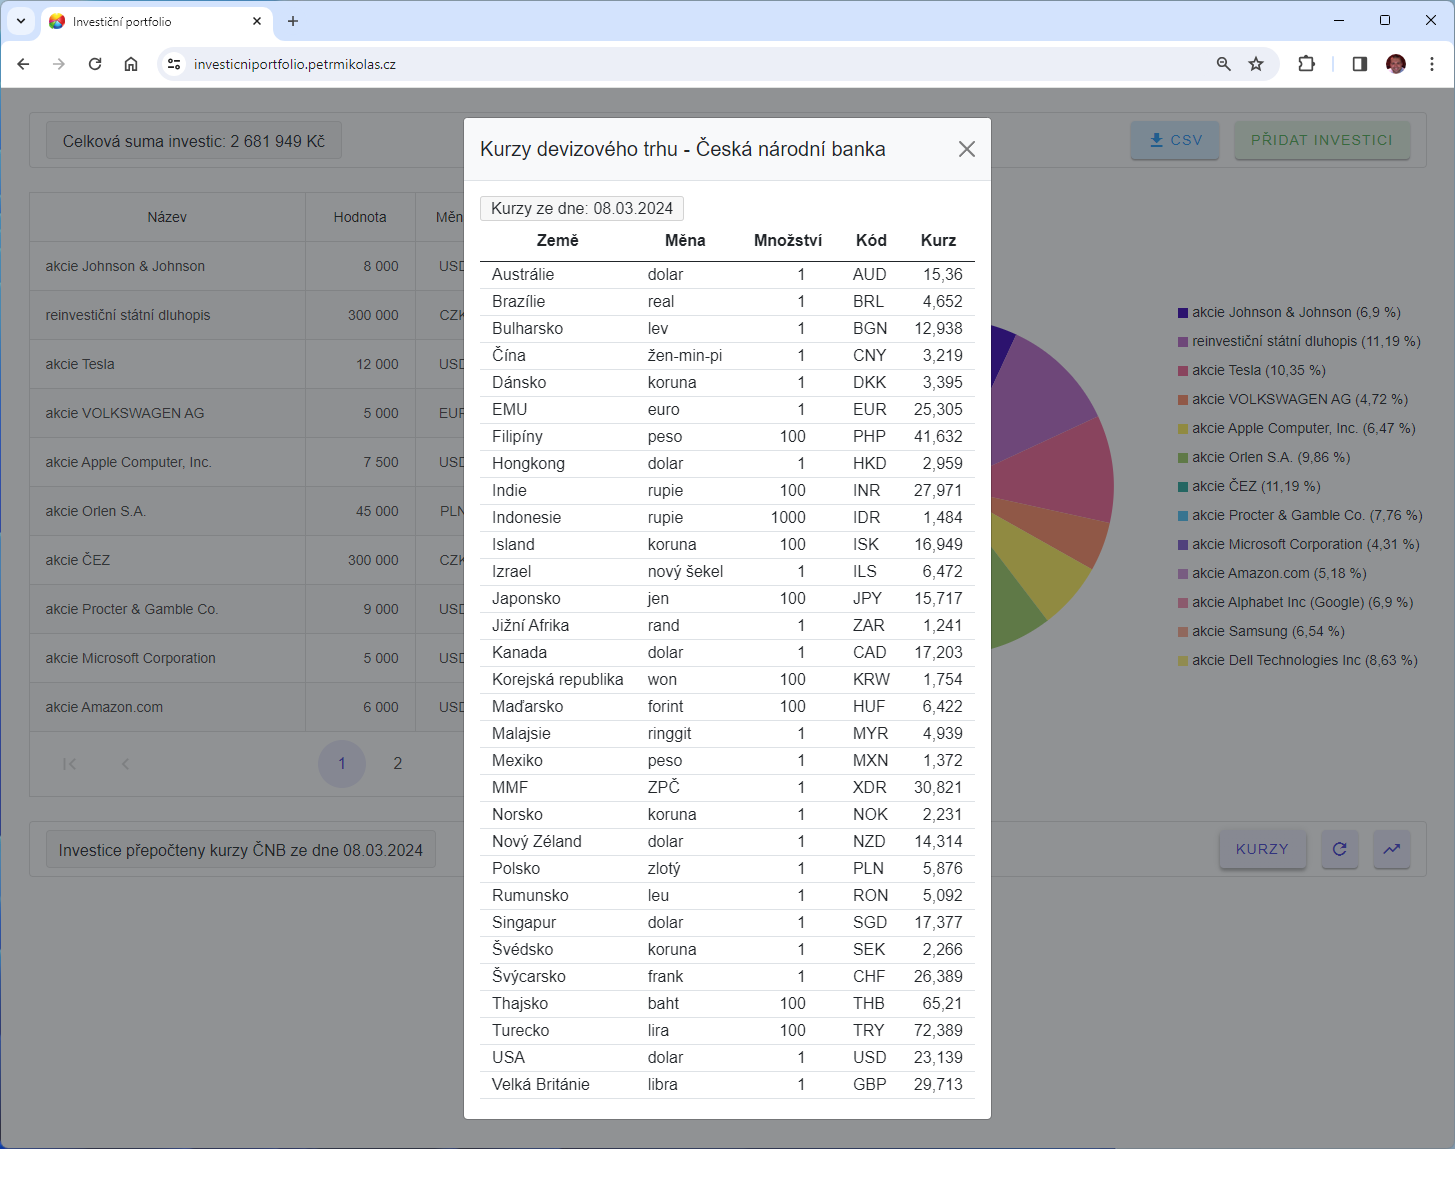 Investiční portfolio
investicniportfolio.petrmikolas.cz
Celková suma investic: 2 681 949 Kč
CSV
PŘIDAT INVESTICI
Název Hodnota Měn
akcie Johnson & Johnson 8 000 USD
reinvestiční státní dluhopis 300 000 CZK
akcie Tesla 12 000 USD
akcie VOLKSWAGEN AG 5 000 EUR
akcie Apple Computer, Inc. 7 500 USD
akcie Orlen S.A. 45 000 PLN
akcie ČEZ 300 000 CZK
akcie Procter & Gamble Co. 9 000 USD
akcie Microsoft Corporation 5 000 USD
akcie Amazon.com 6 000 USD
1 2
Investice přepočteny kurzy ČNB ze dne 08.03.2024
Kurzy devizového trhu - Česká národní banka
Kurzy ze dne: 08.03.2024
Země Měna Množství Kód Kurz
Austrálie dolar 1 AUD 15,36
Brazílie real 1 BRL 4,652
Bulharsko lev 1 BGN 12,938
Čína žen-min-pi 1 CNY 3,219
Dánsko koruna 1 DKK 3,395
EMU euro 1 EUR 25,305
Filipíny peso 100 PHP 41,632
Hongkong dolar 1 HKD 2,959
Indie rupie 100 INR 27,971
Indonesie rupie 1000 IDR 1,484
Island koruna 100 ISK 16,949
Izrael nový šekel 1 ILS 6,472
Japonsko jen 100 JPY 15,717
Jižní Afrika rand 1 ZAR 1,241
Kanada dolar 1 CAD 17,203
Korejská republika won 100 KRW 1,754
Maďarsko forint 100 HUF 6,422
Malajsie ringgit 1 MYR 4,939
Mexiko peso 1 MXN 1,372
MMF ZPČ 1 XDR 30,821
Norsko koruna 1 NOK 2,231
Nový Zéland dolar 1 NZD 14,314
Polsko zlotý 1 PLN 5,876
Rumunsko leu 1 RON 5,092
Singapur dolar 1 SGD 17,377
Švédsko koruna 1 SEK 2,266
Švýcarsko frank 1 CHF 26,389
Thajsko baht 100 THB 65,21
Turecko lira 100 TRY 72,389
USA dolar 1 USD 23,139
Velká Británie libra 1 GBP 29,713
akcie Johnson & Johnson (6,9 %)
reinvestiční státní dluhopis (11,19 %)
akcie Tesla (10,35 %)
akcie VOLKSWAGEN AG (4,72 %)
akcie Apple Computer, Inc. (6,47 %)
akcie Orlen S.A. (9,86 %)
akcie ČEZ (11,19 %)
akcie Procter & Gamble Co. (7,76 %)
akcie Microsoft Corporation (4,31 %)
akcie Amazon.com (5,18 %)
akcie Alphabet Inc (Google) (6,9 %)
akcie Samsung (6,54 %)
akcie Dell Technologies Inc (8,63 %)
KURZY